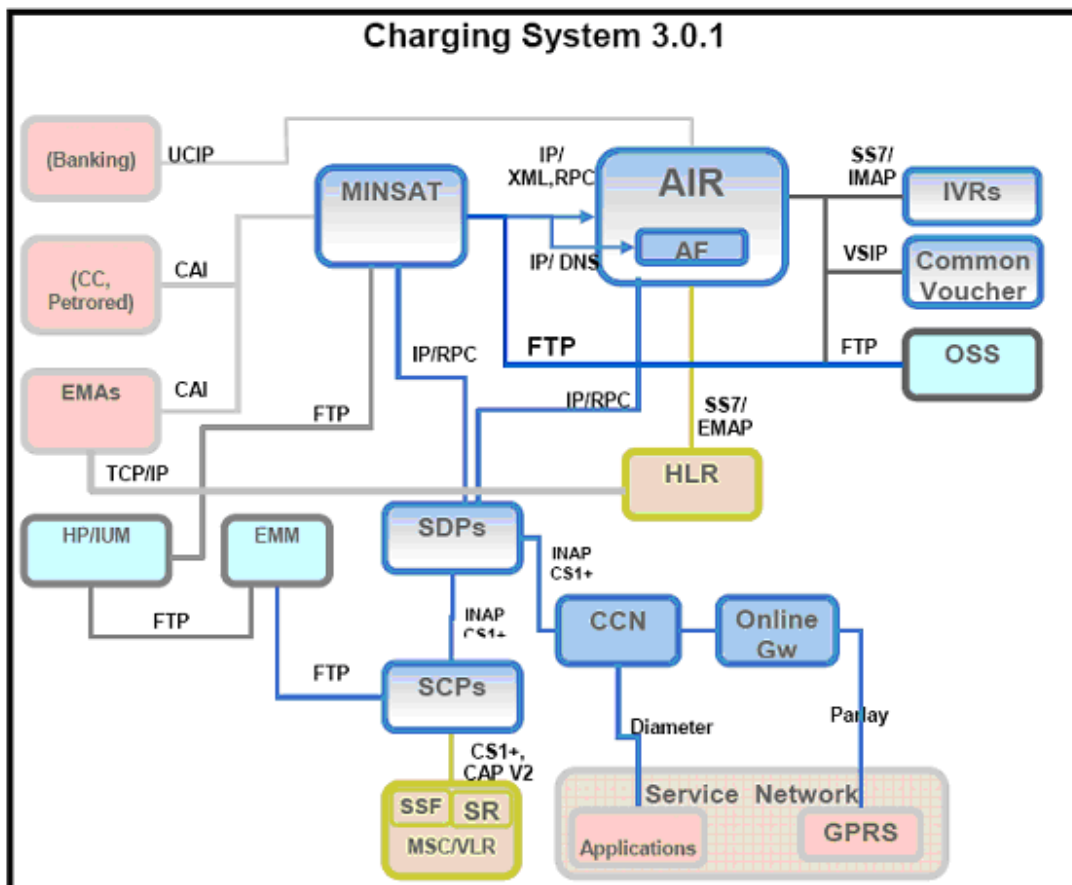 Charging System 3.0.1
(Banking)
UCIP
MINSAT
IP/
XML,RPC
AIR
AF
IP/ DNS
SS7/
IMAP
IVRs
VSIP
Common
Voucher
(CC,
Petrored)
CAI
FTP
FTP
OSS
EMAs
CAI
IP/RPC
IP/RPC
FTP
SS7/
EMAP
TCP/IP
HLR
HP/IUM
EMM
SDPs
INAP
CS1+
FTP
INAP
CS1+
CCN
Online
Gw
FTP
SCPs
Diameter
Parlay
CS1+,
CAP V2
SSF
SR
MSC/VLR
Service Network
Applications
GPRS